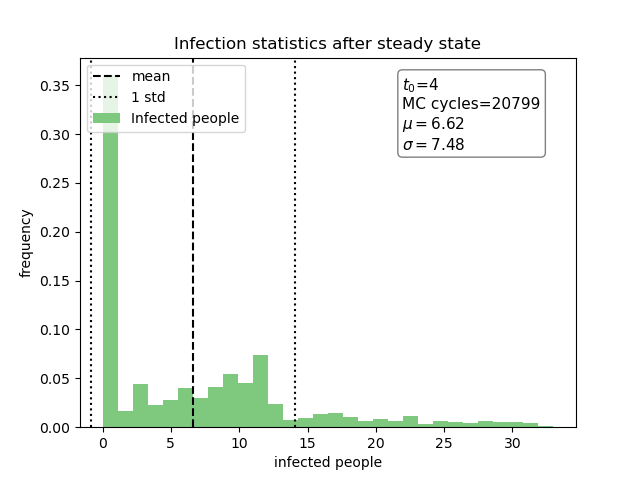 Infection statistics after steady state
mean
1 std
Infected people
t₀=4
MC cycles=20799
μ = 6.62
σ = 7.48
frequency
0.35
0.30
0.25
0.20
0.15
0.10
0.05
0.00
0 5 10 15 20 25 30
infected people